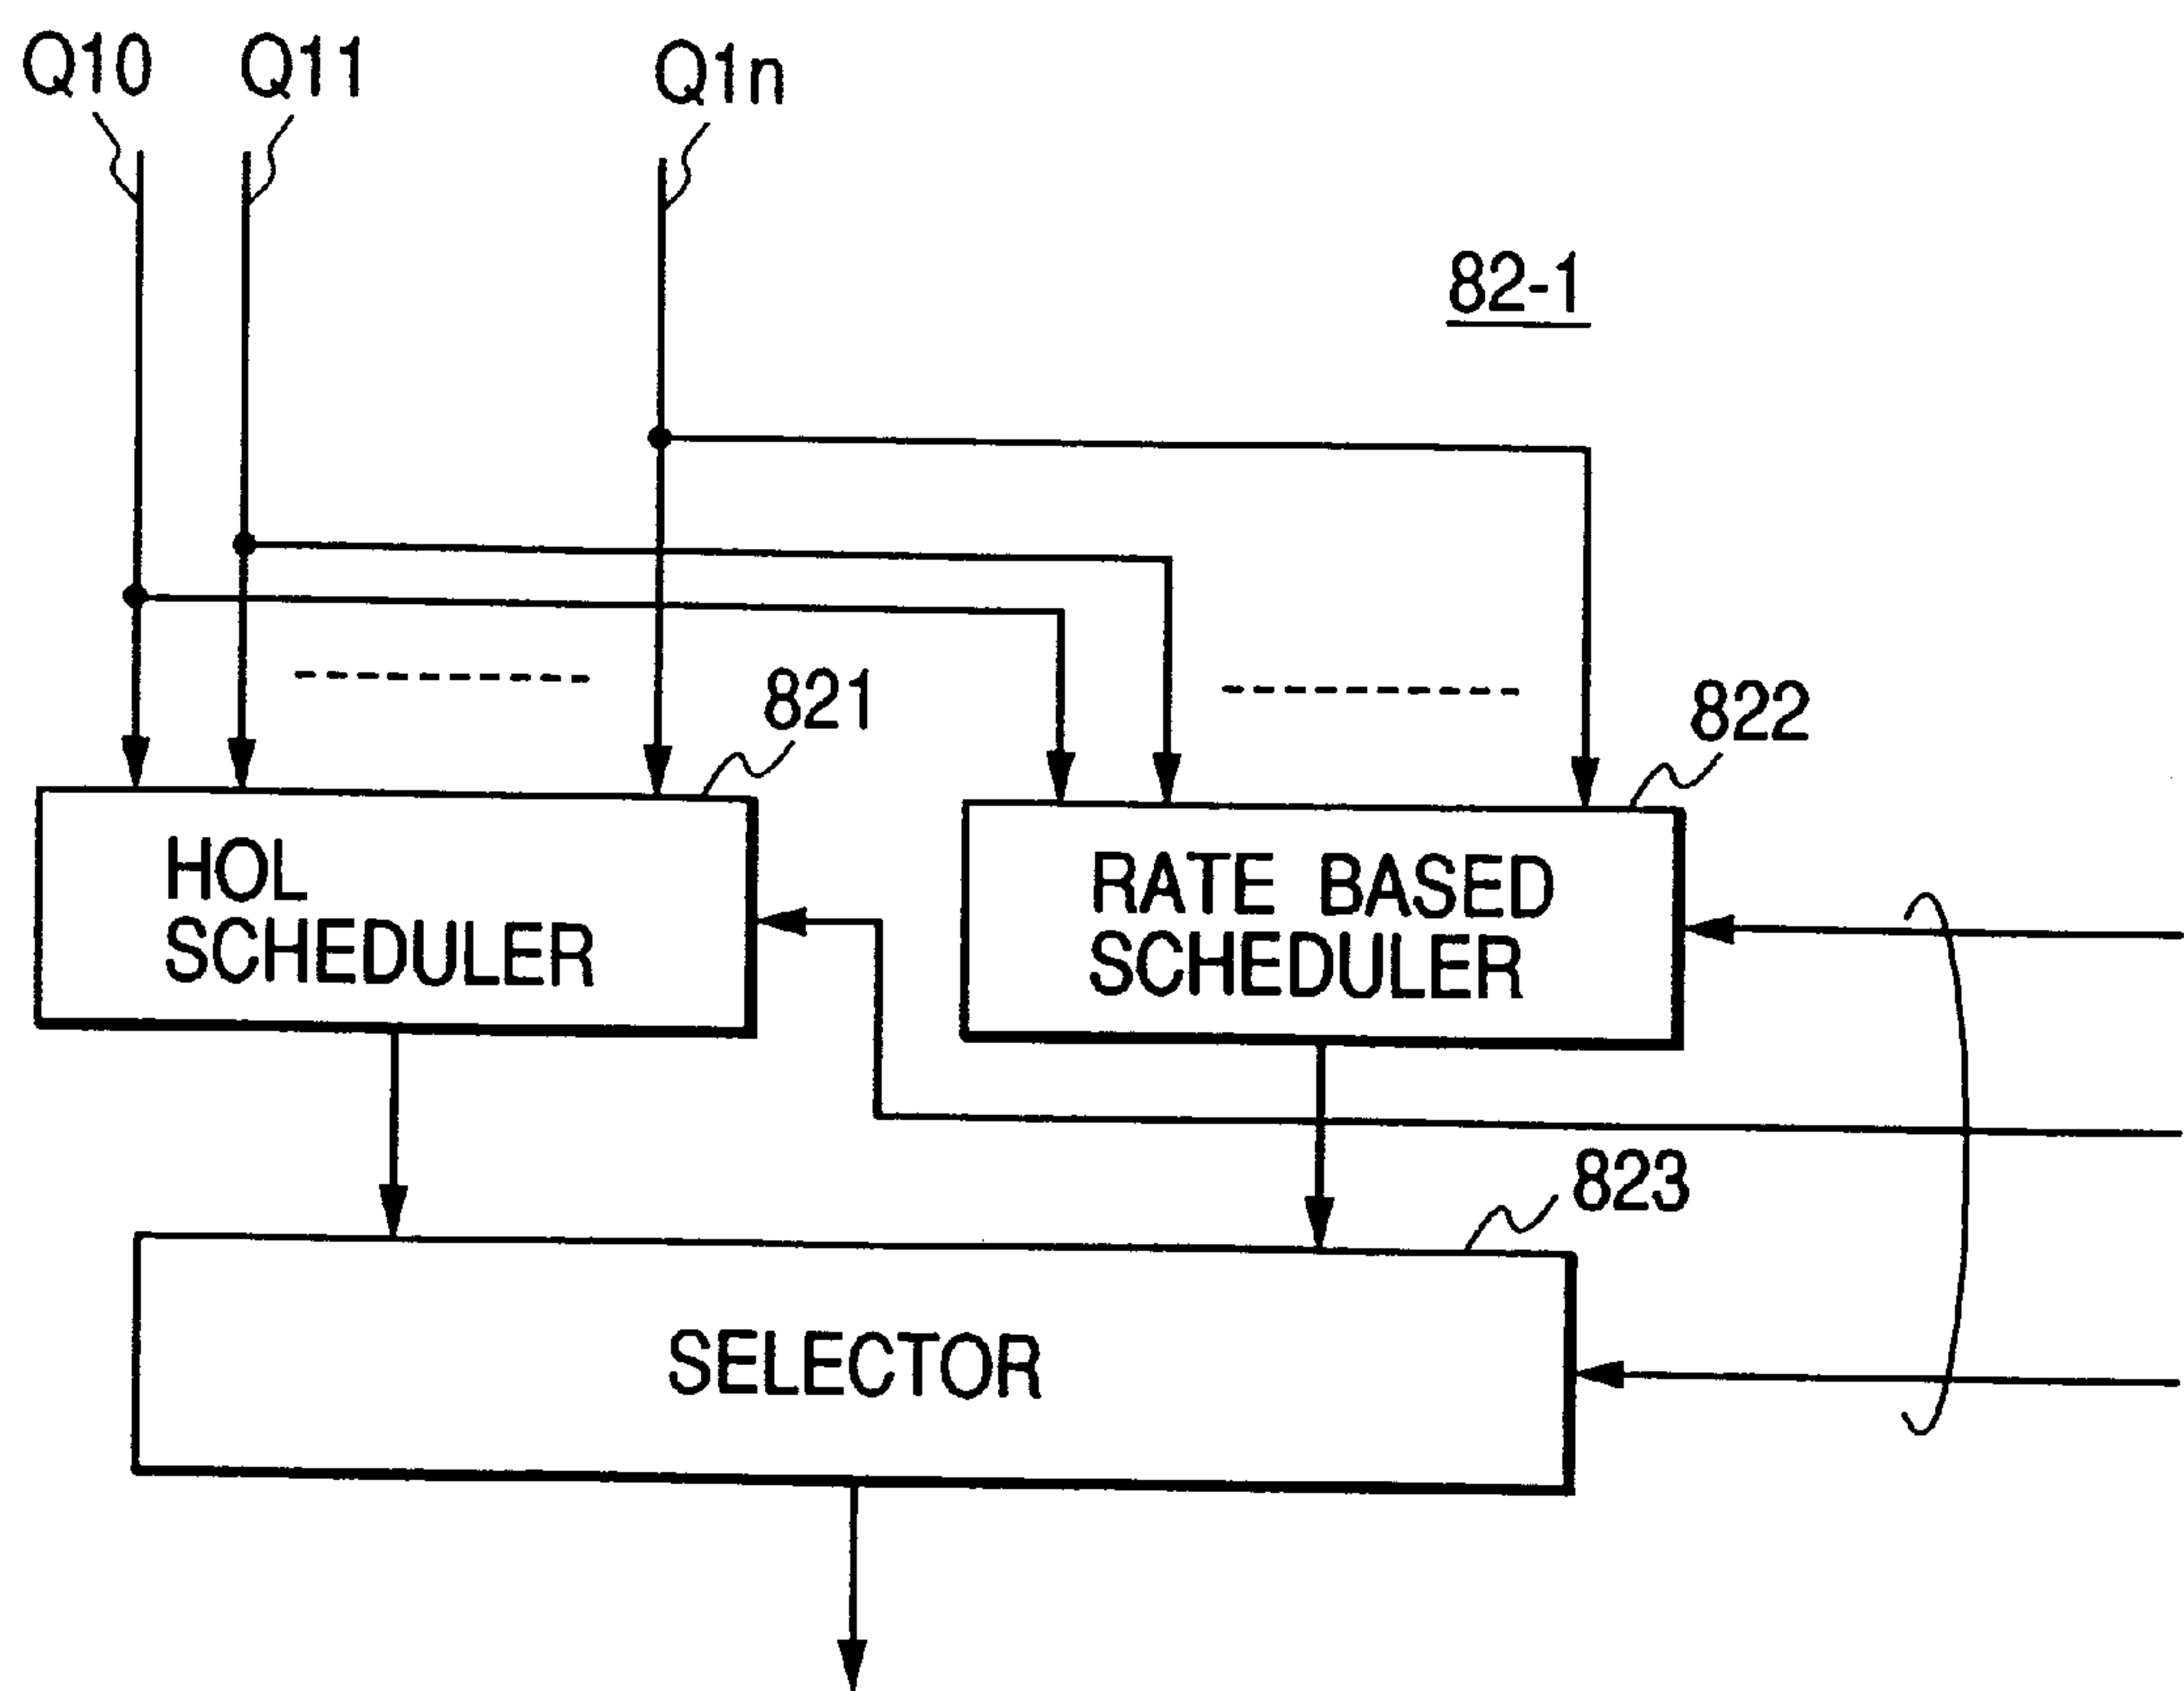 Q10
Q11
Q1n
82-1
821
822
HOL
SCHEDULER
RATE BASED
SCHEDULER
823
SELECTOR